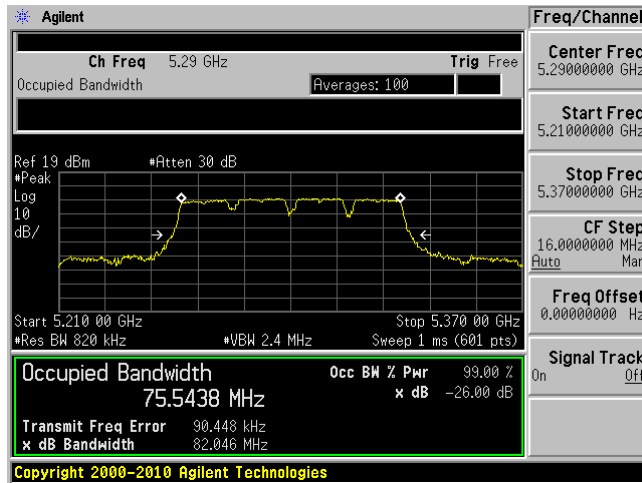 Agilent
Freq/Channel
Ch Freq 5.29 GHz Trig Free
Occupied Bandwidth Averages: 100
Center Freq
5.29000000 GHz
Start Freq
5.21000000 GHz
Stop Freq
5.37000000 GHz
CF Step
16.0000000 MHz
Auto Man
Freq Offset
0.00000000 Hz
Signal Track
On Off
Ref 19 dBm #Atten 30 dB
#Peak
Log
10
dB/
Start 5.210 00 GHz Stop 5.370 00 GHz
#Res BW 820 kHz #VBW 2.4 MHz Sweep 1 ms (601 pts)
Occupied Bandwidth Occ BW % Pwr 99.00 %
75.5438 MHz x dB -26.00 dB
Transmit Freq Error 90.448 kHz
x dB Bandwidth 82.046 MHz
Copyright 2000-2010 Agilent Technologies